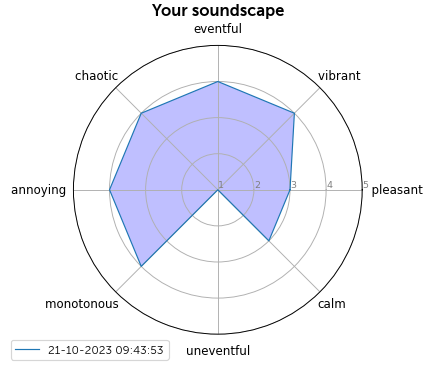 Your soundscape
eventful
chaotic
vibrant
annoying
1
2
3
4
5
pleasant
monotonous
calm
uneventful
21-10-2023 09:43:53